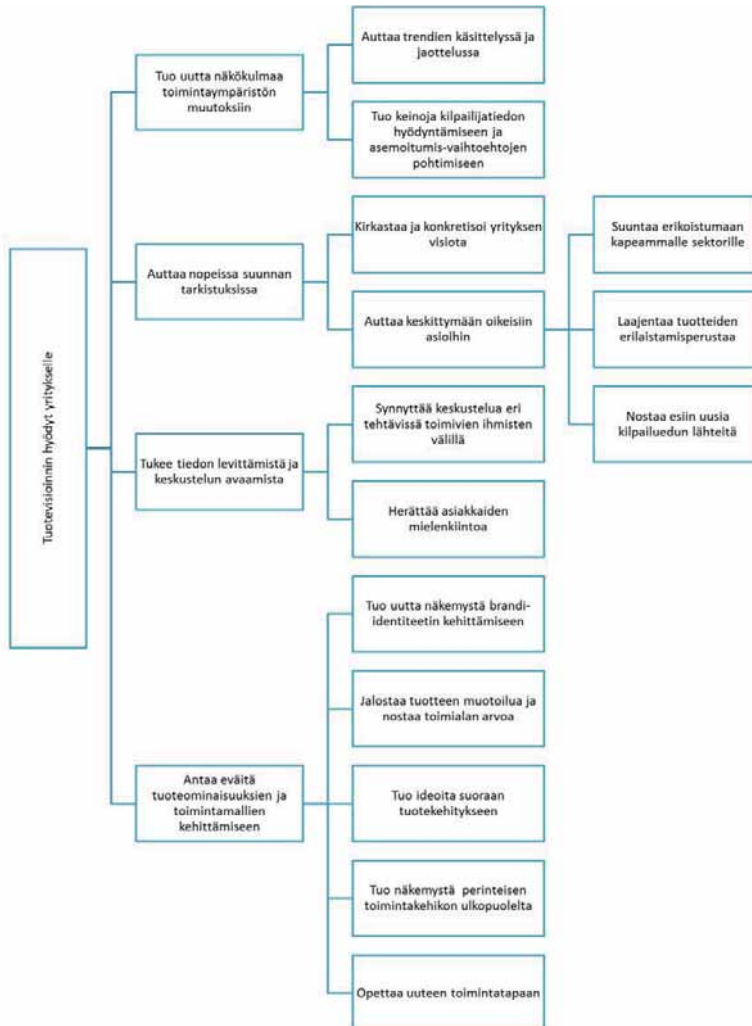 Tuotevisioinnin hyödyt yritykselle
Tuo uutta näkökulmaa
toimintaympäristön
muutoksiin
Auttaa trendien käsittelyssä ja
jaottelussa
Tuo keinoja kilpailijatiedon
hyödyntämiseen ja
asemoitumis-vaihtoehtojen
pohtimiseen
Auttaa nopeissa suunnan
tarkistuksissa
Kirkastaa ja konkretisoi yrityksen
visiota
Auttaa keskittymään oikeisiin
asioihin
Suuntaa erikoistumaan
kapeammalle sektorille
Laajentaa tuotteiden
erilaistamisperustaa
Nostaa esiin uusia
kilpailuedun lähteitä
Tukee tiedon levittämistä ja
keskustelun avaamista
Synnyttää keskustelua eri
tehtävissä toimivien ihmisten
välillä
Herättää asiakkaiden
mielenkiintoa
Antaa eväitä
tuoteominaisuuksien ja
toimintamallien
kehittämiseen
Tuo uutta näkemystä brandi-
identiteetin kehittämiseen
Jalostaa tuotteen muotoilua ja
nostaa toimialan arvoa
Tuo ideoita suoraan
tuotekehitykseen
Tuo näkemystä perinteisen
toimintakehikon ulkopuolelta
Opettaa uuteen toimintatapaan